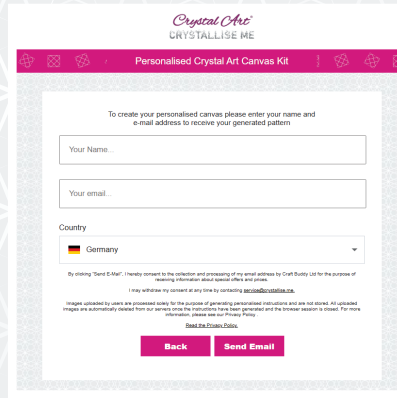 Crystal Art
CRYSTALLISE ME
Personalised Crystal Art Canvas Kit
To create your personalised canvas please enter your name and
e-mail address to receive your generated pattern
Your Name...
Your email...
Country
Germany
By clicking "Send E-Mail", I hereby consent to the collection and processing of my email address by Craft Buddy Ltd for the purpose of
receiving information about special offers and prices.
I may withdraw my consent at any time by contacting service@crystallise.me.
Images uploaded by users are processed solely for the purpose of generating personalised instructions and are not stored. All uploaded
images are automatically deleted from our servers once the instructions have been generated and the browser session is closed. For more
information, please see our Privacy Policy.
Read the Privacy Policy.
Back
Send Email